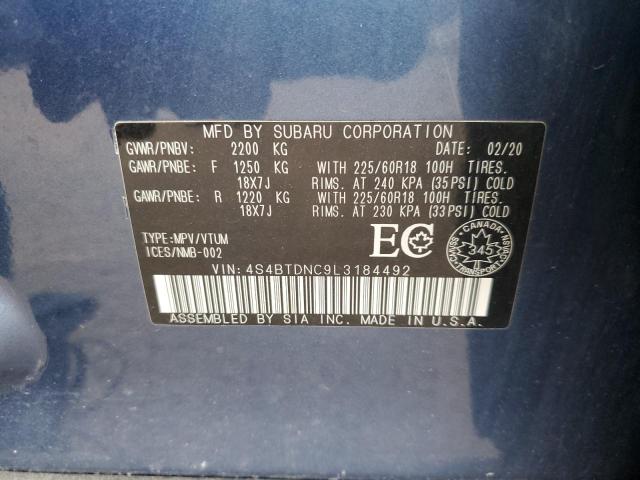 MFD BY SUBARU CORPORATION
GVWR/PNBV: 2200 KG DATE: 02/20
GAWR/PNBE: F 1250 KG WITH 225/60R18 100H TIRES.
18X7J RIMS. AT 240 KPA (35PSI) COLD
GAWR/PNBE: R 1220 KG WITH 225/60R18 100H TIRES.
18X7J RIMS. AT 230 KPA (33PSI) COLD
TYPE:MPV/VTUM
ICES/NMB-002
EC
CANADA
345
VIN: 4S4BTDNC9L3184492
ASSEMBLED BY SIA INC. MADE IN U.S.A.